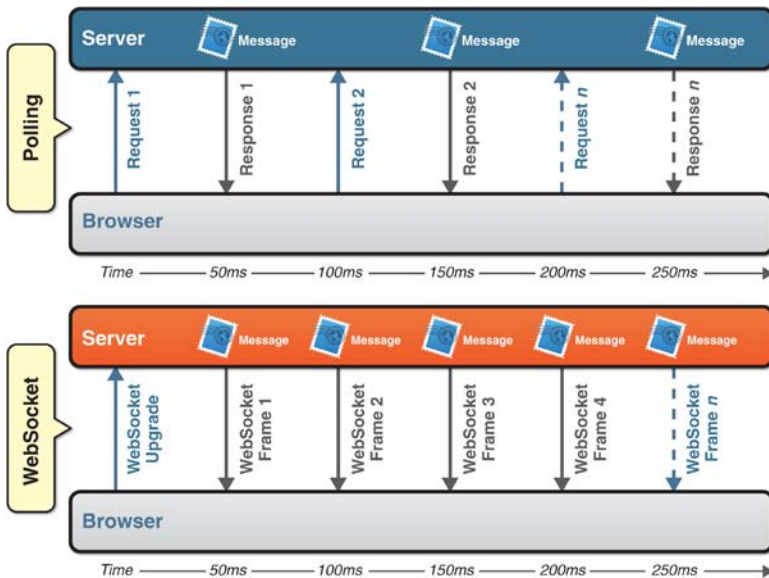 Polling
Server
Message
Message
Message
Request 1
Response 1
Request 2
Response 2
Request n
Response n
Browser
Time
50ms
100ms
150ms
200ms
250ms
WebSocket
Server
Message
Message
Message
Message
Message
WebSocket
Upgrade
WebSocket
Frame 1
WebSocket
Frame 2
WebSocket
Frame 3
WebSocket
Frame 4
WebSocket
Frame n
Browser
Time
50ms
100ms
150ms
200ms
250ms